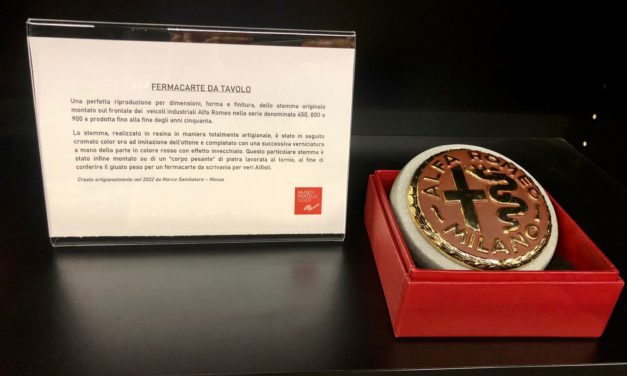 FERMACARTE DA TAVOLO
Una perfetta riproduzione per dimensioni, forma e finitura, dello stemma originale
montato sul frontale dei veicoli industriali Alfa Romeo nella serie denominata 450, 800 e
900 e prodotta fino alla fine degli anni cinquanta.
Lo stemma, realizzato in resina in maniera totalmente artigianale, è stato in seguito
cromato color oro ad imitazione dell'ottone e completato con una successiva verniciatura
a mano della parte in colore rosse con effetto invecchiato. Questo particolare stemma è
stato infine montato su di un "corpo pesante" di pietra lavorata al tornio, al fine di
conferire il giusto peso per un fermacarte da scrivania per veri Alfisti.
Creato artigianalmente nel 2022 da Marco Sembataro – Monza
MUSEO
FRATELLI
COZZI
ALFA ROMEO
MILANO